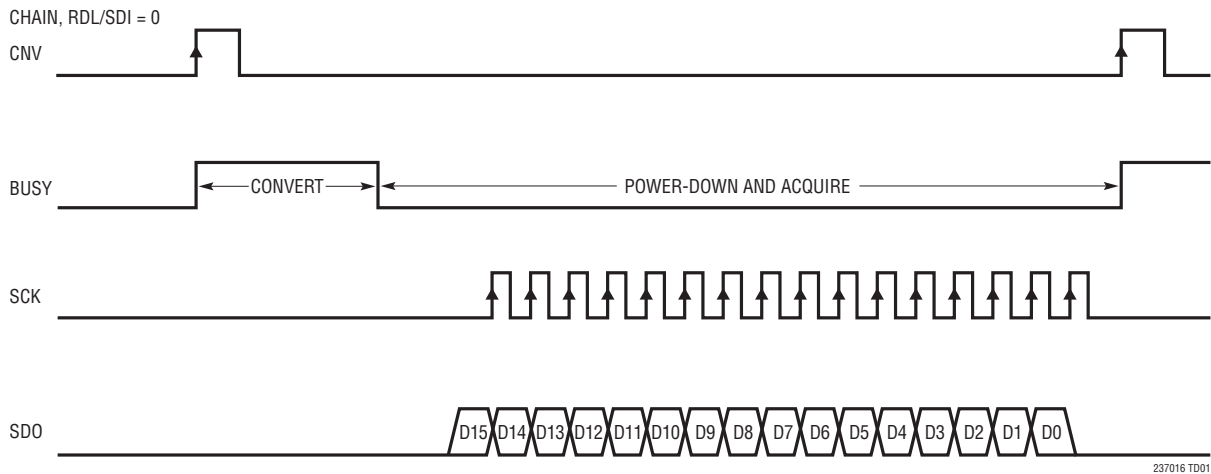 CHAIN, RDL/SDI = 0
CNV
BUSY
CONVERT
POWER-DOWN AND ACQUIRE
SCK
SDO
D15 D14 D13 D12 D11 D10 D9 D8 D7 D6 D5 D4 D3 D2 D1 D0
237016 TD01